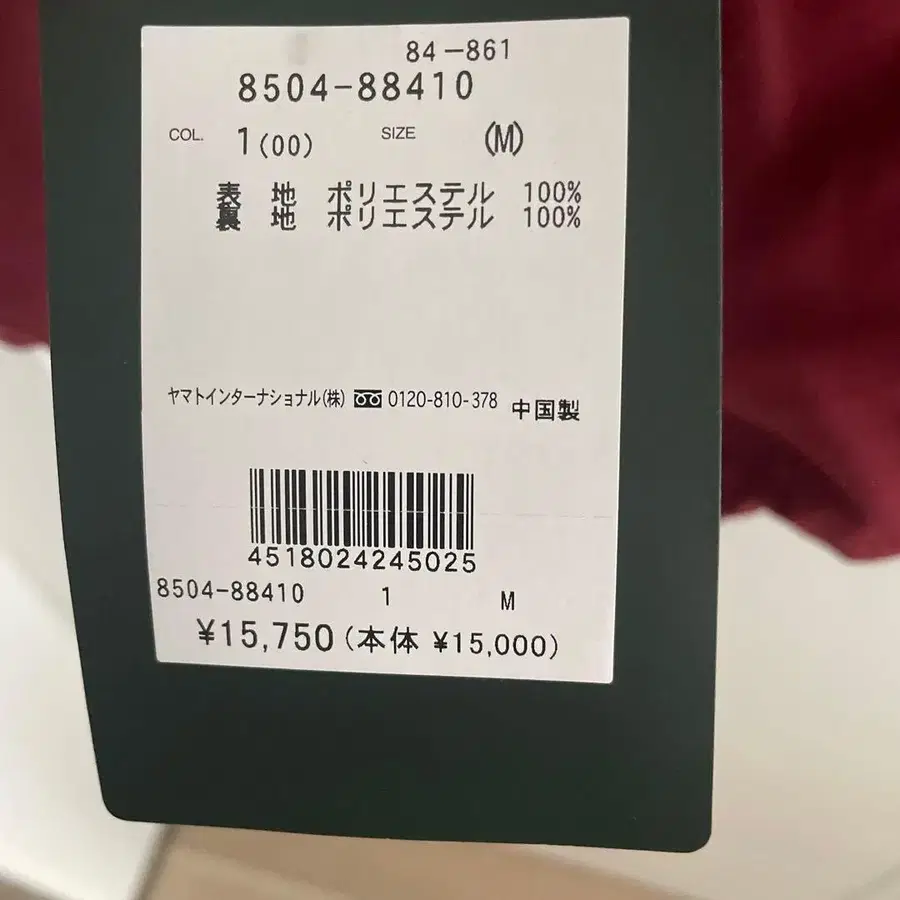 84-861
8504-88410
COL. 1(00) SIZE (M)
表 地 ポリエステル 100%
裏 地 ポリエステル 100%
ヤマトインターナショナル(株) 0120-810-378 中国製
4518024245025
8504-88410 1 M
¥15,750(本体 ¥15,000)